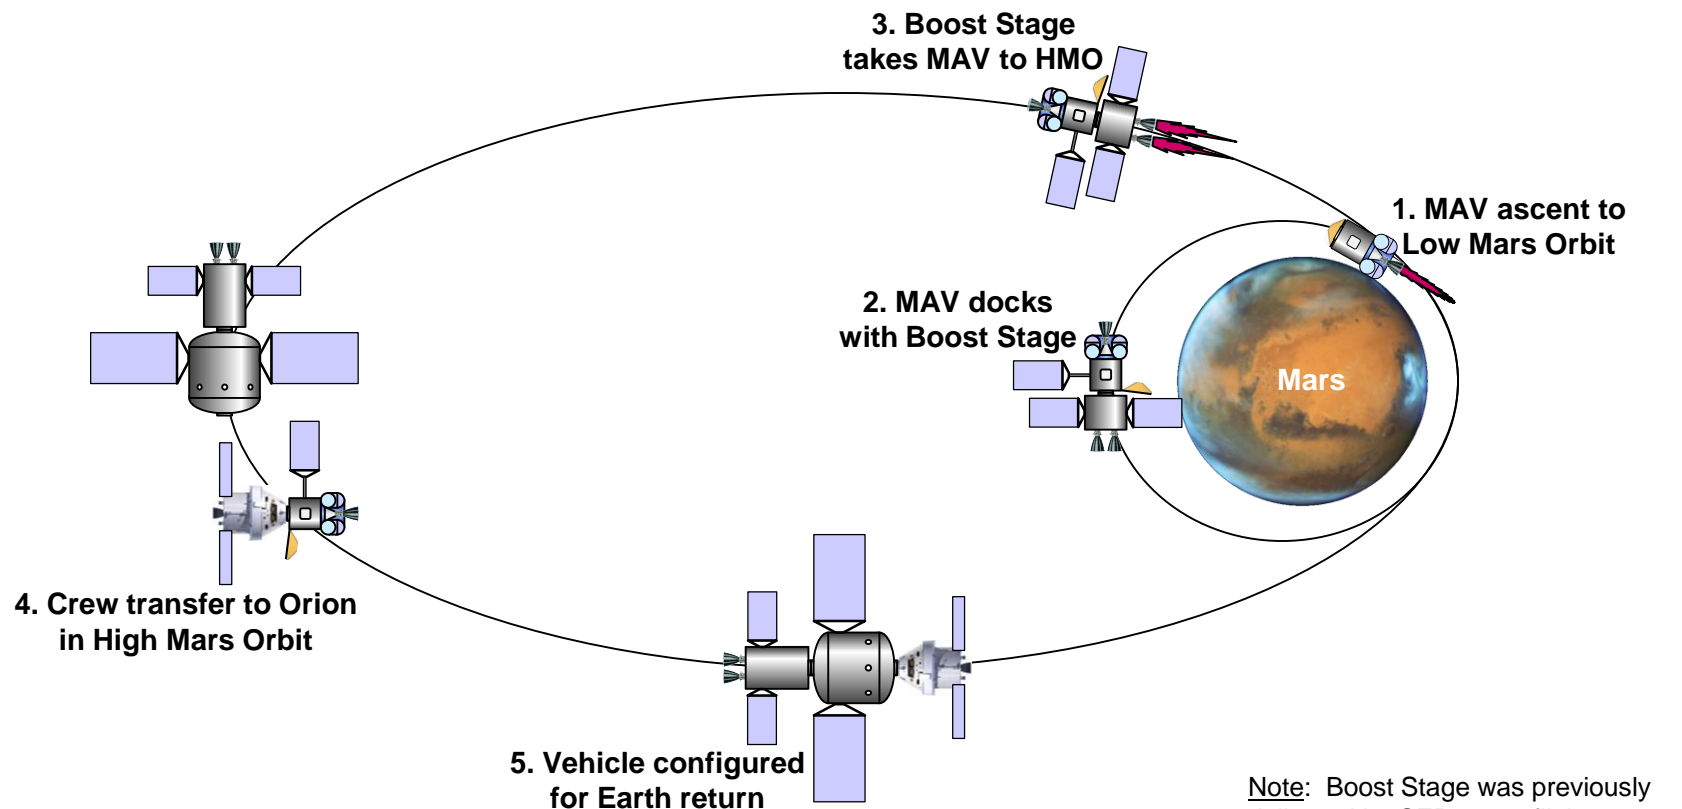 3. Boost Stage
takes MAV to HMO
1. MAV ascent to
Low Mars Orbit
2. MAV docks
with Boost Stage
Mars
4. Crew transfer to Orion
in High Mars Orbit
5. Vehicle configured
for Earth return
Note: Boost Stage was previously